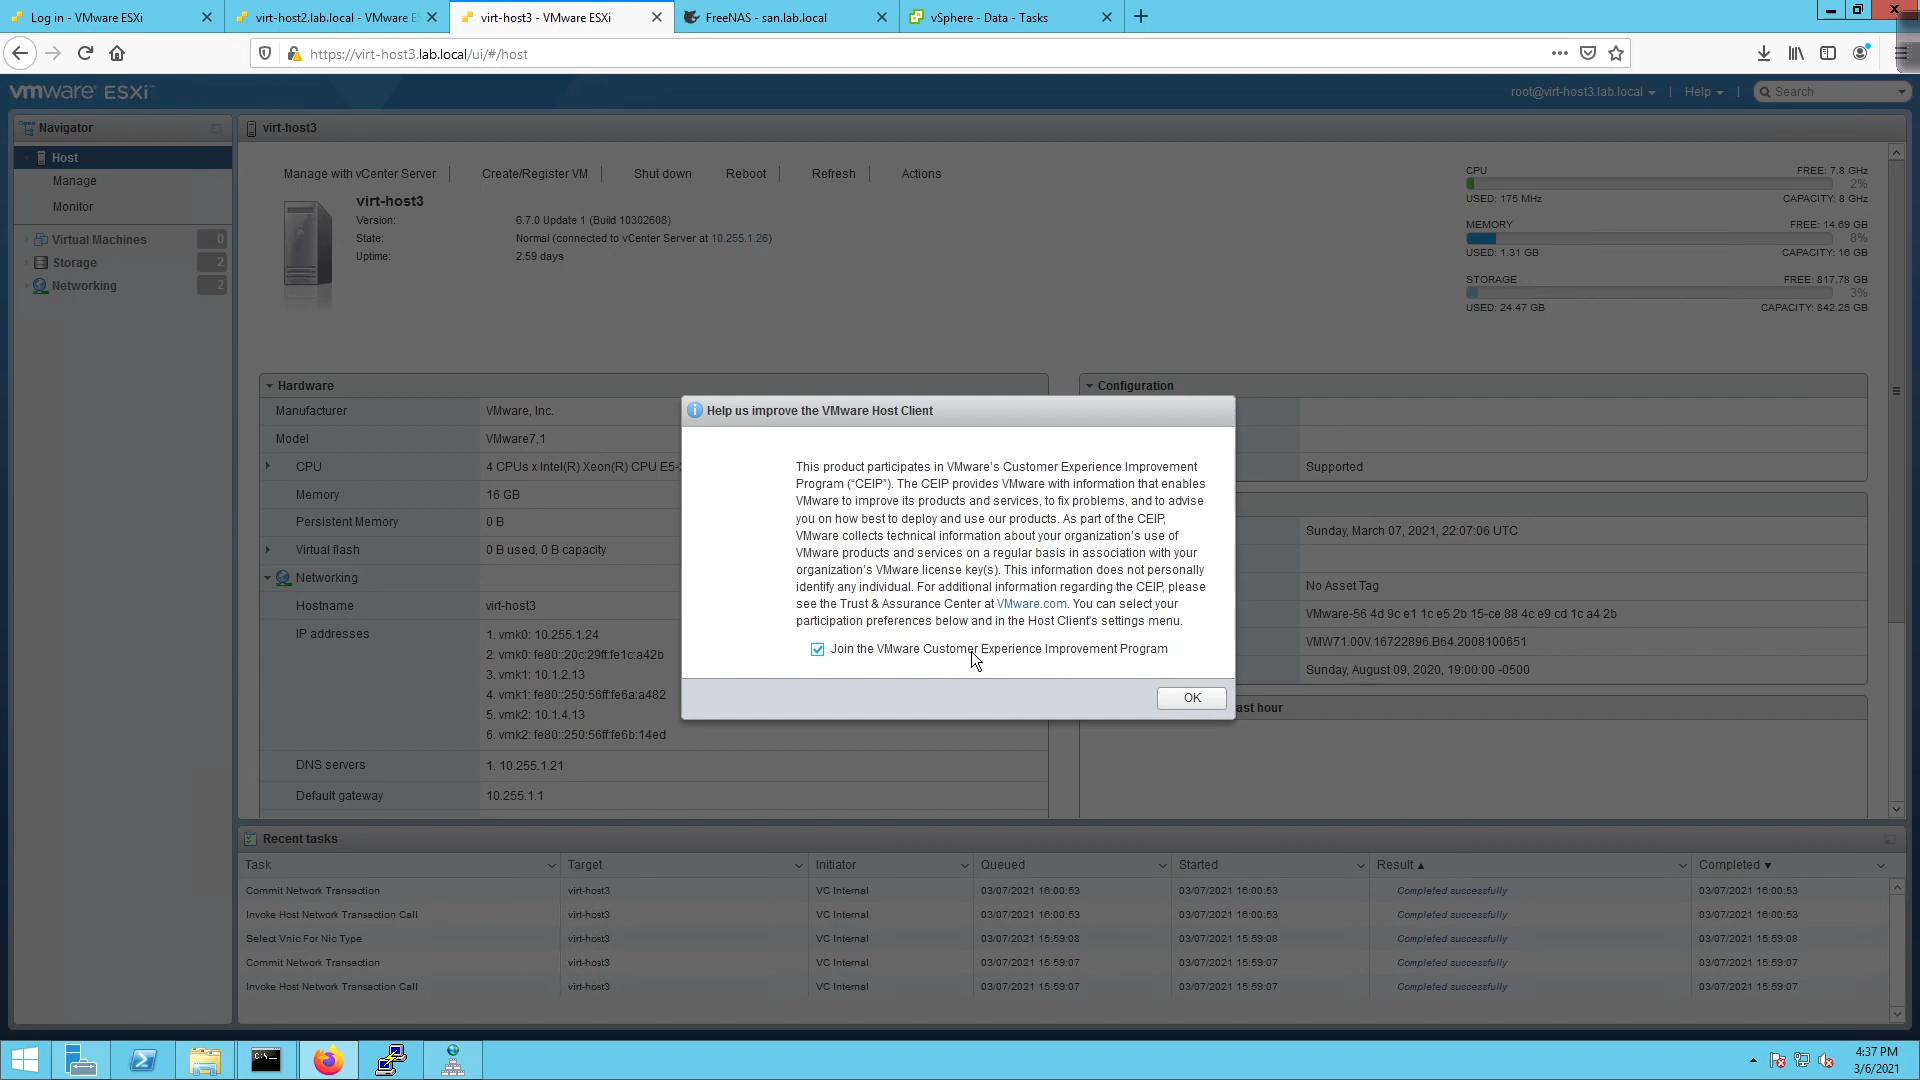 Log in - VMware ESXi
virt-host2.lab.local - VMware E
virt-host3 - VMware ESXi
FreeNAS - san.lab.local
vSphere - Data - Tasks
https://virt-host3.lab.local/ui/#/host
vmware ESXi
root@virt-host3.lab.local
Help
Search
Navigator
Host
Manage
Monitor
Virtual Machines 0
Storage 2
Networking 2
virt-host3
Manage with vCenter Server
Create/Register VM
Shut down
Reboot
Refresh
Actions
virt-host3
Version: 6.7.0 Update 1 (Build 10302608)
State: Normal (connected to vCenter Server at 10.255.1.26)
Uptime: 2.59 days
CPU FREE: 7.8 GHz
2%
USED: 175 MHz CAPACITY: 8 GHz
MEMORY FREE: 14.69 GB
8%
USED: 1.31 GB CAPACITY: 16 GB
STORAGE FREE: 817.78 GB
3%
USED: 24.47 GB CAPACITY: 842.25 GB
Hardware
Manufacturer VMware, Inc.
Model VMware7,1
CPU 4 CPUs x Intel(R) Xeon(R) CPU E5-
Memory 16 GB
Persistent Memory 0 B
Virtual flash 0 B used, 0 B capacity
Networking
Hostname virt-host3
IP addresses 1. vmk0: 10.255.1.24
2. vmk0: fe80::20c:29ff:fe1c:a42b
3. vmk1: 10.1.2.13
4. vmk1: fe80::250:56ff:fe6a:a482
5. vmk2: 10.1.4.13
6. vmk2: fe80::250:56ff:fe6b:14ed
DNS servers 1. 10.255.1.21
Default gateway 10.255.1.1
Configuration
Supported
Sunday, March 07, 2021, 22:07:06 UTC
No Asset Tag
VMware-56 4d 9c e1 1c e5 2b 15-ce 88 4c e9 cd 1c a4 2b
VMW71.00V.16722896.B64.2008100651
Sunday, August 09, 2020, 19:00:00 -0500
ast hour
Help us improve the VMware Host Client
This product participates in VMware's Customer Experience Improvement
Program (“CEIP”). The CEIP provides VMware with information that enables
VMware to improve its products and services, to fix problems, and to advise
you on how best to deploy and use our products. As part of the CEIP,
VMware collects technical information about your organization's use of
VMware products and services on a regular basis in association with your
organization's VMware license key(s). This information does not personally
identify any individual. For additional information regarding the CEIP, please
see the Trust & Assurance Center at VMware.com. You can select your
participation preferences below and in the Host Client's settings menu.
Join the VMware Customer Experience Improvement Program
OK
Recent tasks
Task Target Initiator Queued Started Result Completed
Commit Network Transaction virt-host3 VC Internal 03/07/2021 16:00:53 03/07/2021 16:00:53 Completed successfully 03/07/2021 16:00:53
Invoke Host Network Transaction Call virt-host3 VC Internal 03/07/2021 16:00:53 03/07/2021 16:00:53 Completed successfully 03/07/2021 16:00:53
Select Vnic For Nic Type virt-host3 VC Internal 03/07/2021 15:59:08 03/07/2021 15:59:08 Completed successfully 03/07/2021 15:59:08
Commit Network Transaction virt-host3 VC Internal 03/07/2021 15:59:07 03/07/2021 15:59:07 Completed successfully 03/07/2021 15:59:07
Invoke Host Network Transaction Call virt-host3 VC Internal 03/07/2021 15:59:07 03/07/2021 15:59:07 Completed successfully 03/07/2021 15:59:07
4:37 PM
3/6/2021